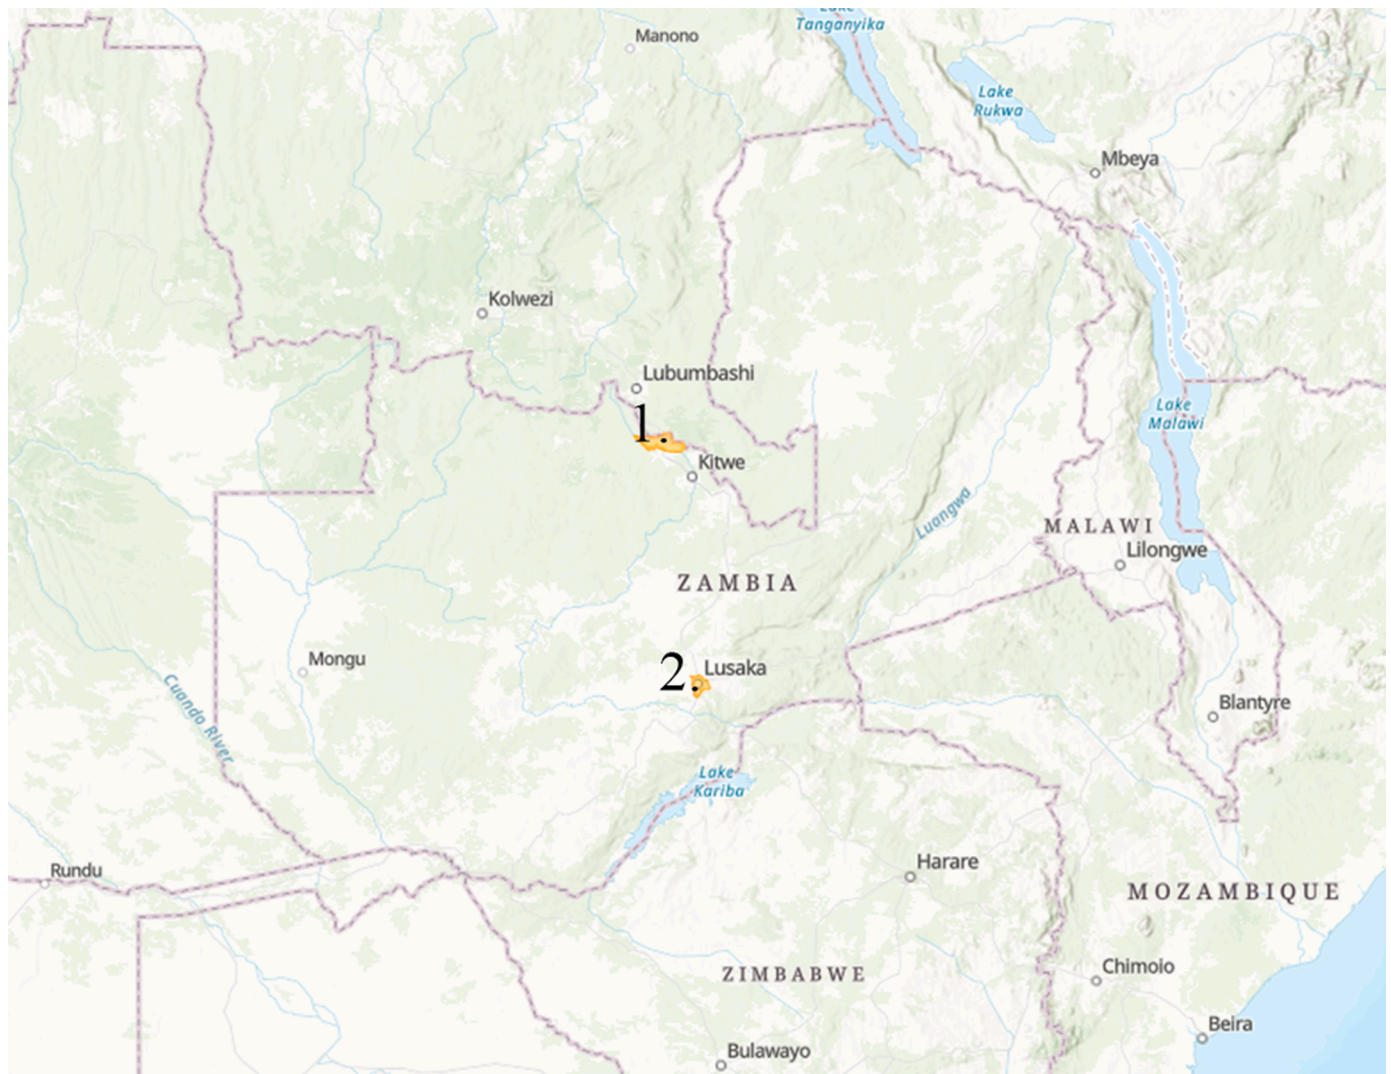 Lake
Tanganyika
Manono
Lake
Rukwa
Mbeya
Kolwezi
Lubumbashi
1
Lake
Malawi
Kitwe
Luangwa
MALAWI
Lilongwe
ZAMBIA
Mongu
2
Lusaka
Cuando River
Blantyre
Lake
Kariba
Rundu
Harare
MOZAMBIQUE
ZIMBABWE
Chimoio
Beira
Bulawayo